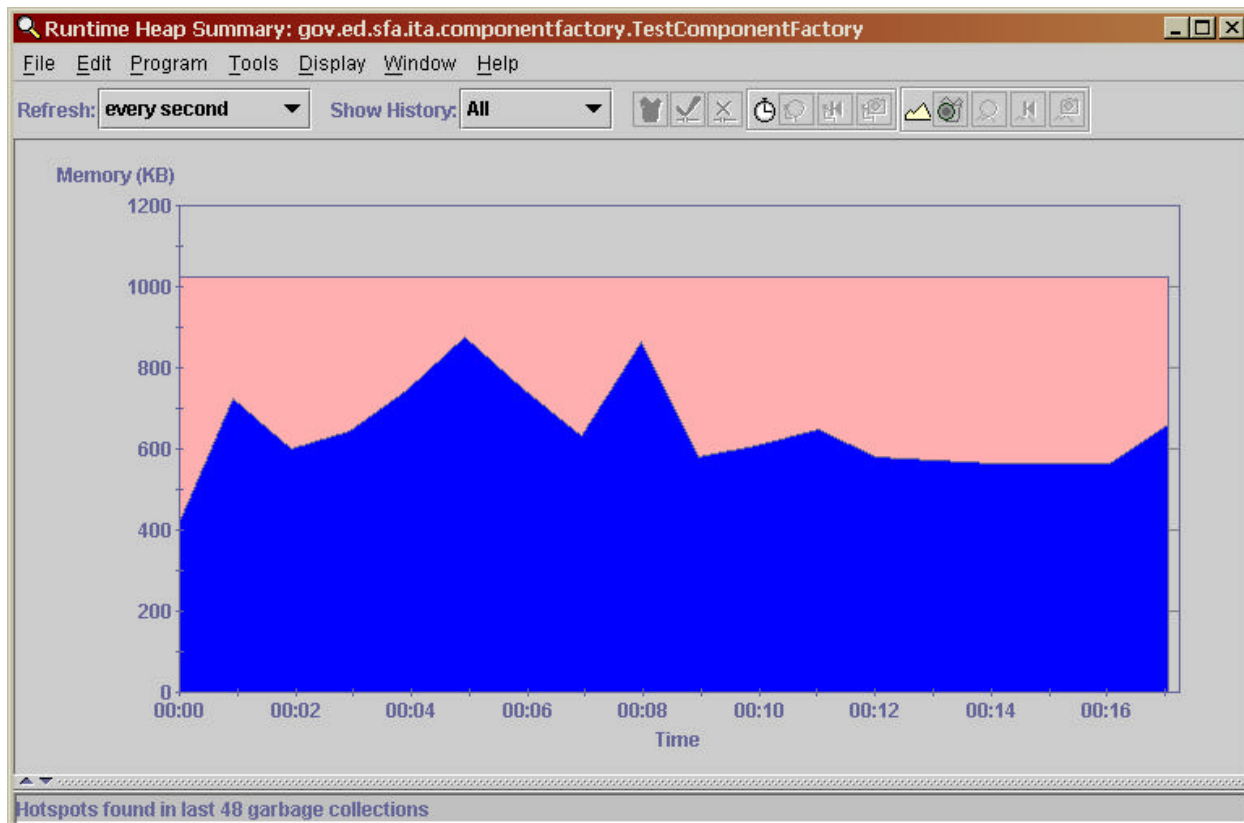 Runtime Heap Summary: gov.ed.sfa.ita.componentfactory.TestComponentFactory
File Edit Program Tools Display Window Help
Refresh: every second Show History: All
Memory (KB)
1200
1000
800
600
400
200
0
00:00 00:02 00:04 00:06 00:08 00:10 00:12 00:14 00:16
Time
Hotspots found in last 48 garbage collections